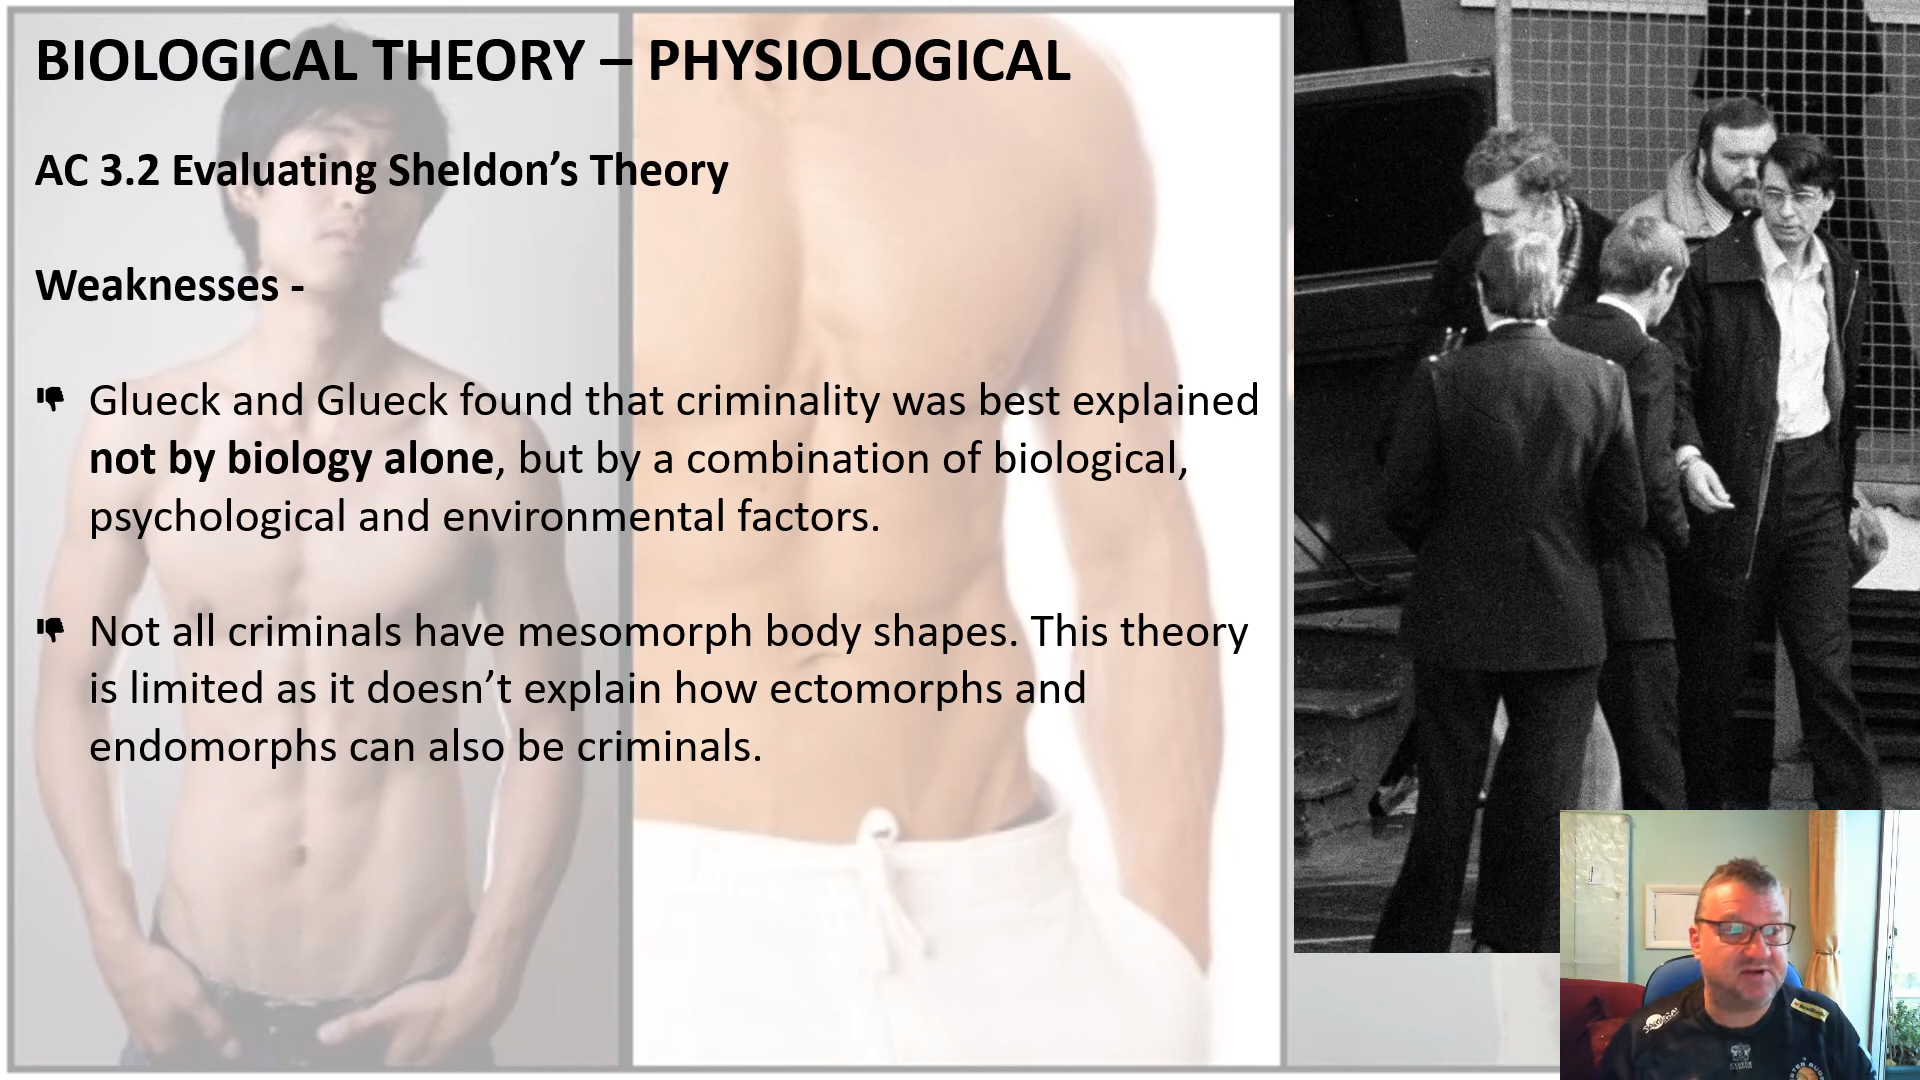 BIOLOGICAL THEORY – PHYSIOLOGICAL
AC 3.2 Evaluating Sheldon’s Theory
Weaknesses -
Glueck and Glueck found that criminality was best explained
not by biology alone, but by a combination of biological,
psychological and environmental factors.
Not all criminals have mesomorph body shapes. This theory
is limited as it doesn’t explain how ectomorphs and
endomorphs can also be criminals.